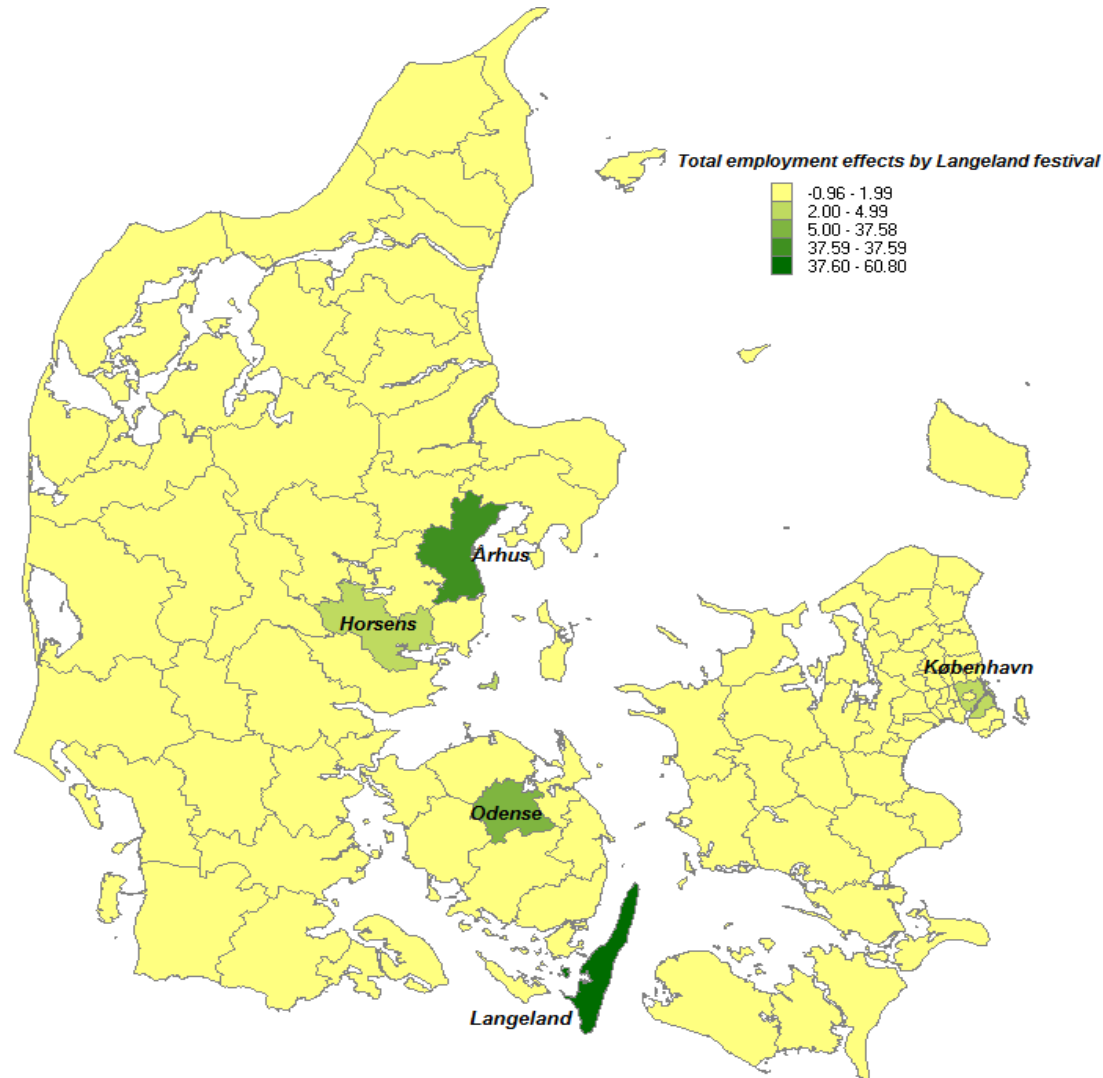 Total employment effects by Langeland festival
-0.96 - 1.99
2.00 - 4.99
5.00 - 37.58
37.59 - 37.59
37.60 - 60.80
Århus
Horsens
København
Odense
Langeland